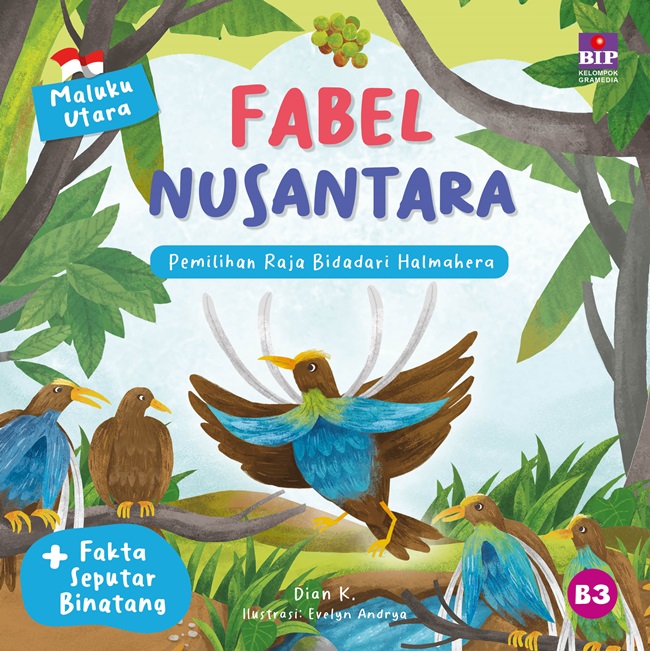 BIP
KELOMPOK
GRAMEDIA
Maluku
Utara
FABEL
NUSANTARA
Pemilihan Raja Bidadari Halmahera
+ Fakta
Seputar
Binatang
Dian K.
Ilustrasi: Evelyn Andrya
B3